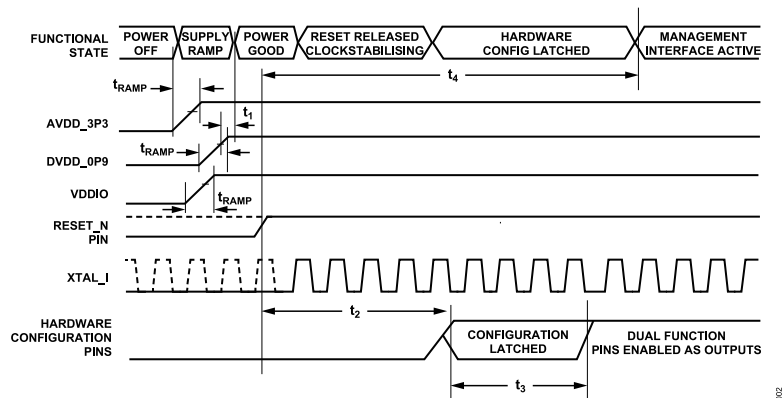 FUNCTIONAL
STATE
POWER
OFF
SUPPLY
RAMP
POWER
GOOD
RESET RELEASED
CLOCKSTABILISING
HARDWARE
CONFIG LATCHED
MANAGEMENT
INTERFACE ACTIVE
t4
tRAMP
AVDD_3P3
t1
tRAMP
DVDD_0P9
VDDIO
tRAMP
RESET_N
PIN
XTAL_I
t2
HARDWARE
CONFIGURATION
PINS
CONFIGURATION
LATCHED
DUAL FUNCTION
PINS ENABLED AS OUTPUTS
t3